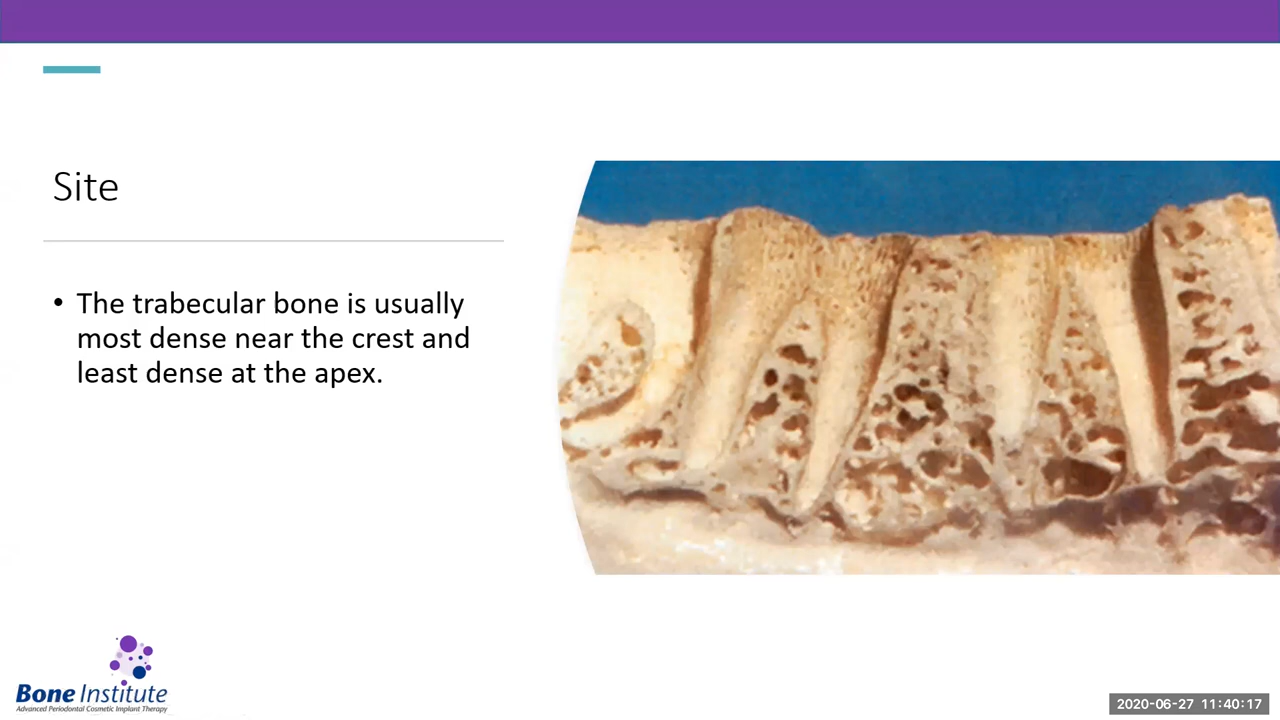 Site
• The trabecular bone is usually
most dense near the crest and
least dense at the apex.
Bone Institute
Advanced Periodontal Cosmetic Implant Therapy
2020-06-27 11:40:17